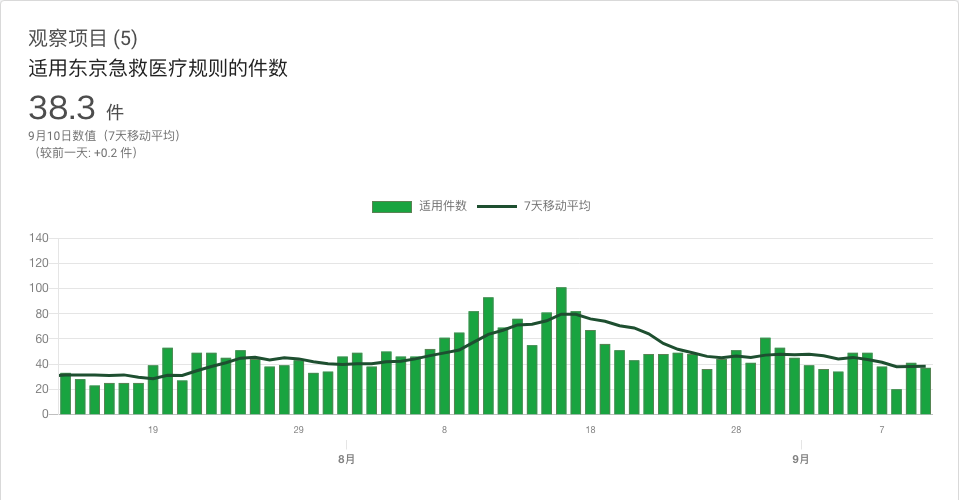 观察项目 (5)
适用东京急救医疗规则的件数
38.3 件
9月10日数值（7天移动平均）
（较前一天: +0.2 件）
适用件数 7天移动平均
140
120
100
80
60
40
20
0
19 29 8 18 28 7
8月 9月